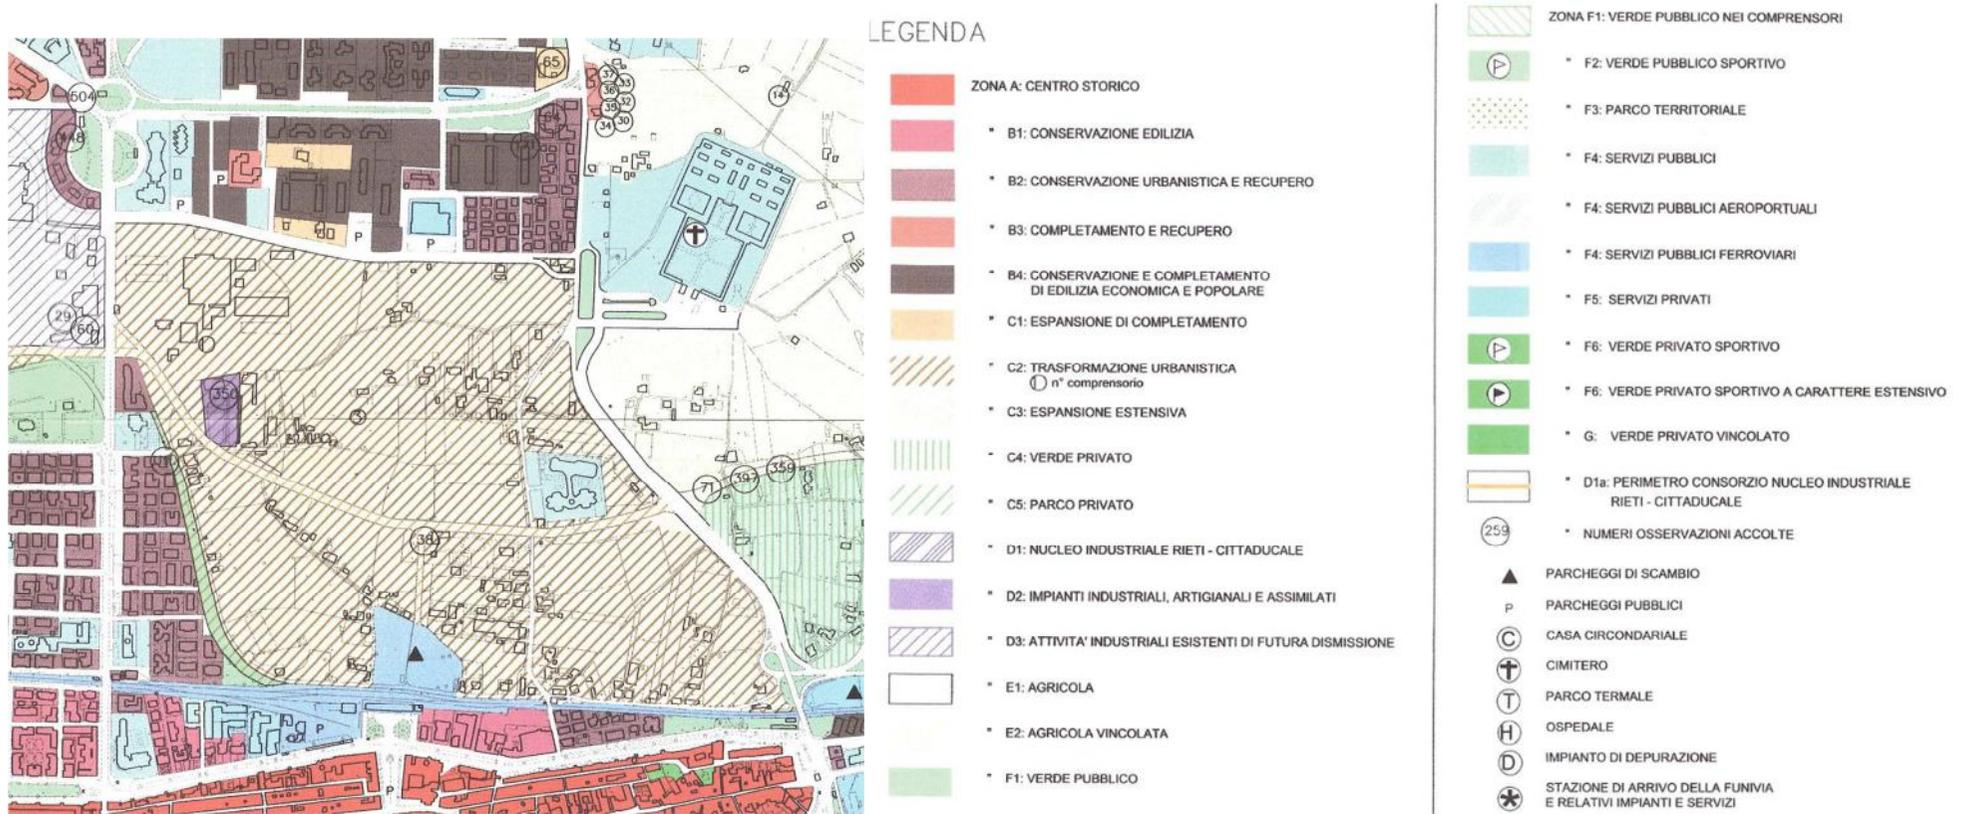 65
504
37
33
36
32
35
34
30
14
P
P
P
P
29
60
350
3
38
71
397
359
P
P
LEGENDA
ZONA A: CENTRO STORICO
" B1: CONSERVAZIONE EDILIZIA
" B2: CONSERVAZIONE URBANISTICA E RECUPERO
" B3: COMPLETAMENTO E RECUPERO
" B4: CONSERVAZIONE E COMPLETAMENTO
DI EDILIZIA ECONOMICA E POPOLARE
" C1: ESPANSIONE DI COMPLETAMENTO
" C2: TRASFORMAZIONE URBANISTICA
n° comprensorio
" C3: ESPANSIONE ESTENSIVA
" C4: VERDE PRIVATO
" C5: PARCO PRIVATO
" D1: NUCLEO INDUSTRIALE RIETI - CITTADUCALE
" D2: IMPIANTI INDUSTRIALI, ARTIGIANALI E ASSIMILATI
" D3: ATTIVITA' INDUSTRIALI ESISTENTI DI FUTURA DISMISSIONE
" E1: AGRICOLA
" E2: AGRICOLA VINCOLATA
" F1: VERDE PUBBLICO
ZONA F1: VERDE PUBBLICO NEI COMPRENSORI
" F2: VERDE PUBBLICO SPORTIVO
" F3: PARCO TERRITORIALE
" F4: SERVIZI PUBBLICI
" F4: SERVIZI PUBBLICI AEROPORTUALI
" F4: SERVIZI PUBBLICI FERROVIARI
" F5: SERVIZI PRIVATI
" F6: VERDE PRIVATO SPORTIVO
" F6: VERDE PRIVATO SPORTIVO A CARATTERE ESTENSIVO
" G: VERDE PRIVATO VINCOLATO
" D1a: PERIMETRO CONSORZIO NUCLEO INDUSTRIALE
RIETI - CITTADUCALE
259 " NUMERI OSSERVAZIONI ACCOLTE
PARCHEGGI DI SCAMBIO
P PARCHEGGI PUBBLICI
C CASA CIRCONDARIALE
CIMITERO
T PARCO TERMALE
H OSPEDALE
D IMPIANTO DI DEPURAZIONE
STAZIONE DI ARRIVO DELLA FUNIVIA
E RELATIVI IMPIANTI E SERVIZI